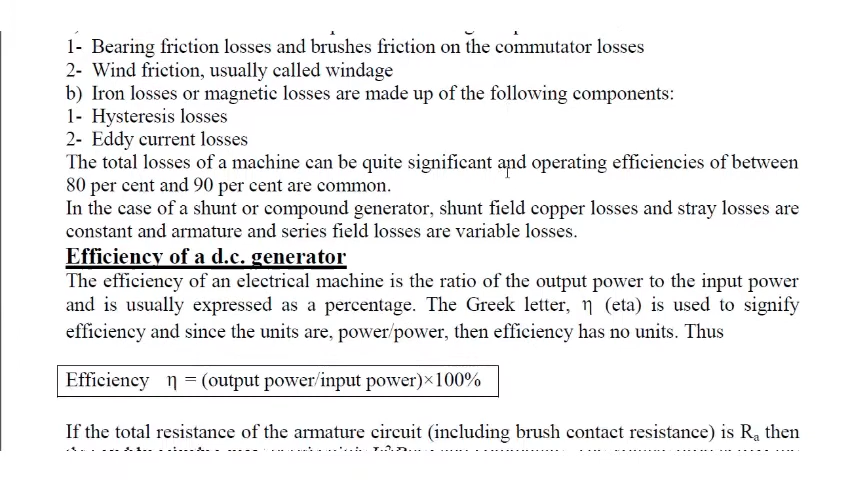 1- Bearing friction losses and brushes friction on the commutator losses
2- Wind friction, usually called windage
b) Iron losses or magnetic losses are made up of the following components:
1- Hysteresis losses
2- Eddy current losses
The total losses of a machine can be quite significant and operating efficiencies of between
80 per cent and 90 per cent are common.
In the case of a shunt or compound generator, shunt field copper losses and stray losses are
constant and armature and series field losses are variable losses.
Efficiency of a d.c. generator
The efficiency of an electrical machine is the ratio of the output power to the input power
and is usually expressed as a percentage. The Greek letter, η (eta) is used to signify
efficiency and since the units are, power/power, then efficiency has no units. Thus
Efficiency η = (output power/input power)×100%
If the total resistance of the armature circuit (including brush contact resistance) is Rₐ then